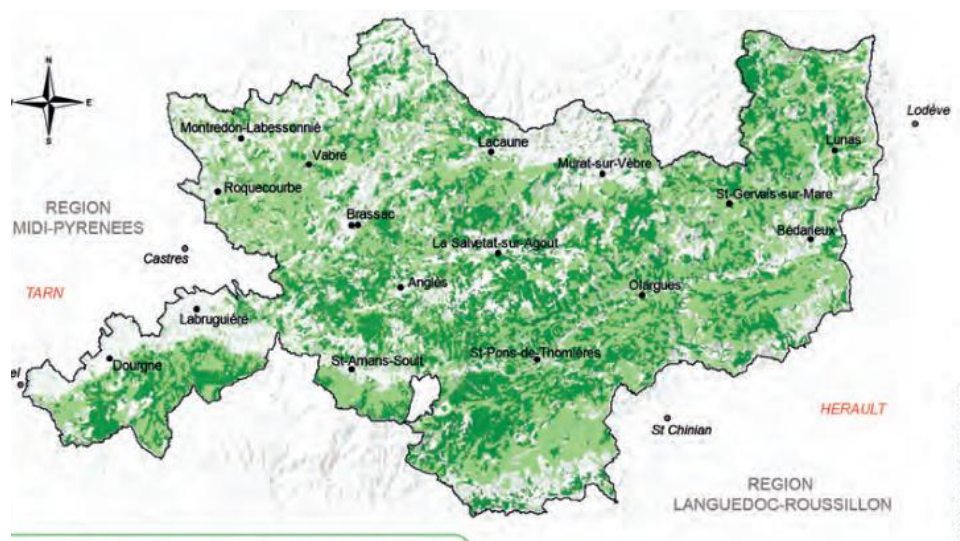 N
E
S
Lodève
Montredon-Labessonnié
Lacaune
Lunas
Vabre
Murat-sur-Vèbre
Roquecourbe
St-Gervais-sur-Mare
REGION
MIDI-PYRENEES
Brassac
Bédarieux
La Salvetat-sur-Agout
Castres
Anglès
Olargues
TARN
Labruguière
St-Amans-Soult
St-Pons-de-Thomières
Dourgne
el
HERAULT
St Chinian
REGION
LANGUEDOC-ROUSSILLON